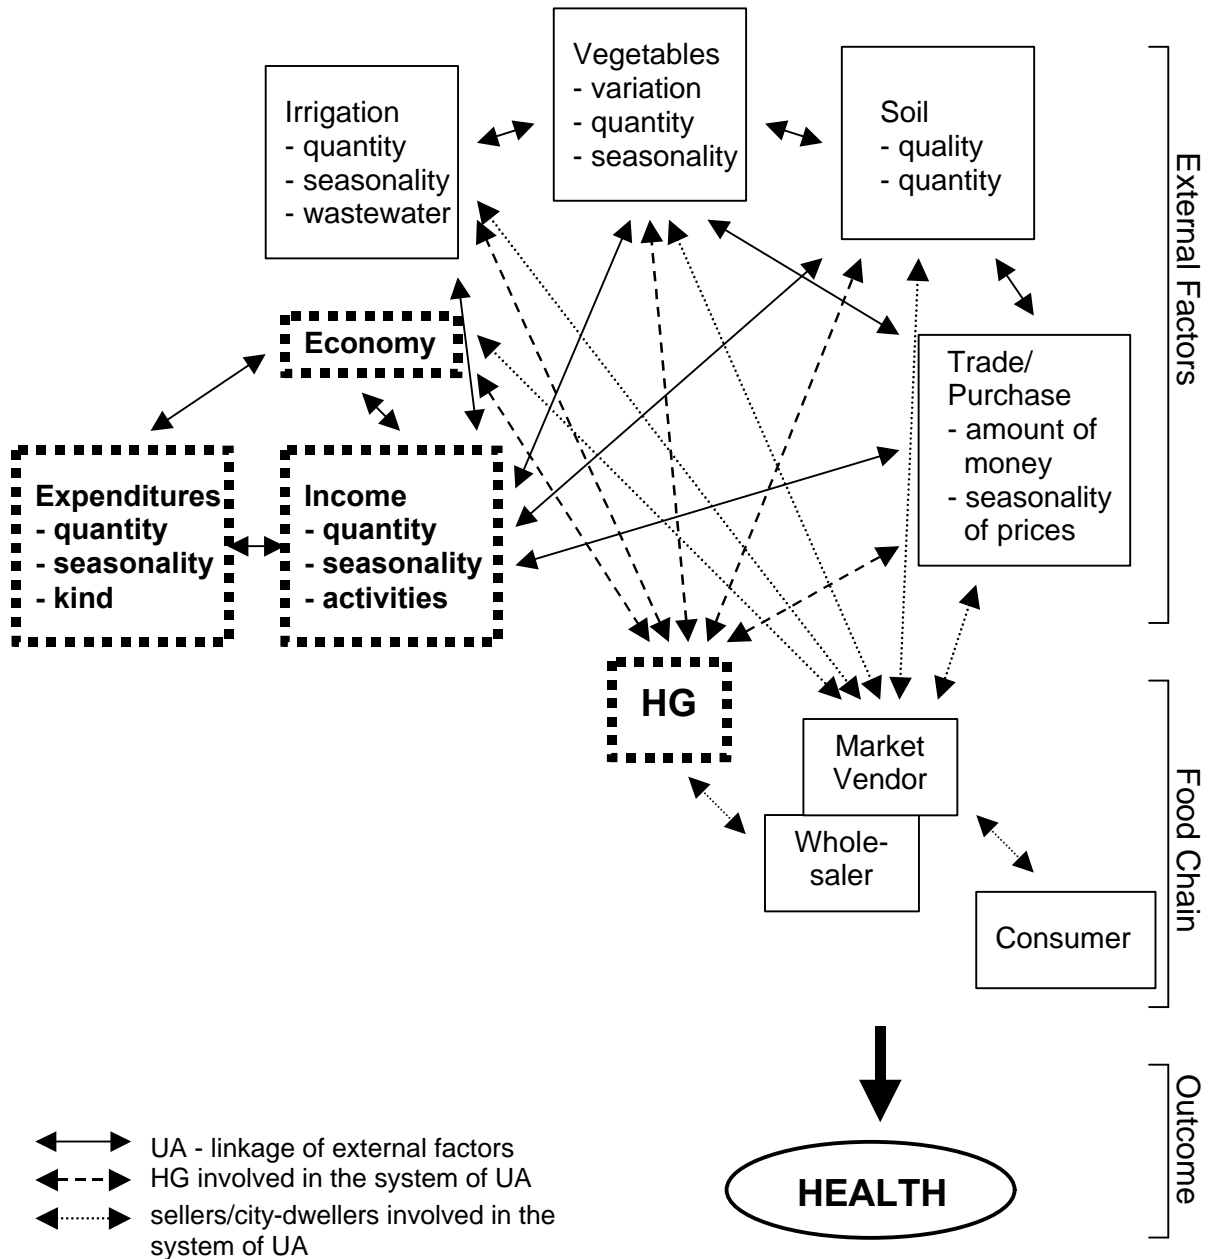 Vegetables
- variation
- quantity
- seasonality
Irrigation
- quantity
- seasonality
- wastewater
Soil
- quality
- quantity
External Factors
Economy
Trade/
Purchase
- amount of
money
- seasonality
of prices
Expenditures
- quantity
- seasonality
- kind
Income
- quantity
- seasonality
- activities
HG
Market
Vendor
Whole-
saler
Consumer
Food Chain
HEALTH
Outcome
UA - linkage of external factors
HG involved in the system of UA
sellers/city-dwellers involved in the
system of UA